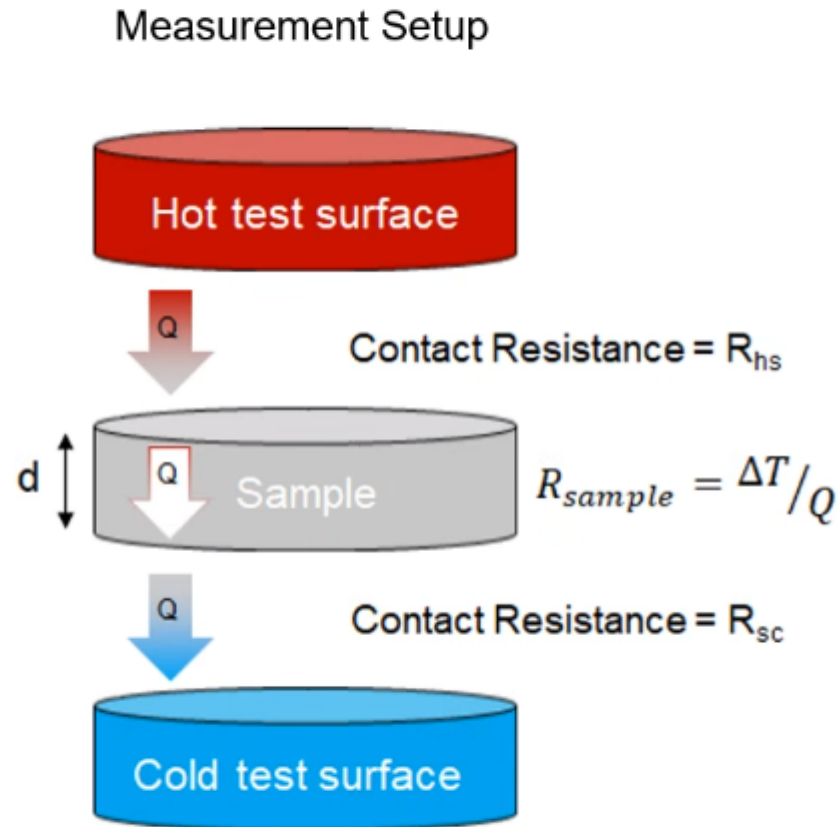 Measurement Setup
Hot test surface
Q
Contact Resistance = Rhs
d
Q
Sample
Rsample = ΔT/Q
Q
Contact Resistance = Rsc
Cold test surface